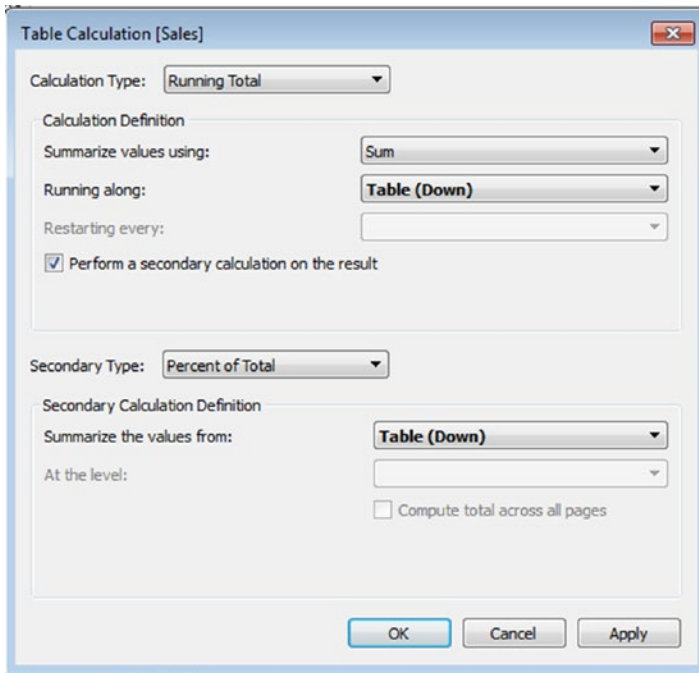 Table Calculation [Sales]
Calculation Type: Running Total
Calculation Definition
Summarize values using: Sum
Running along: Table (Down)
Restarting every:
Perform a secondary calculation on the result
Secondary Type: Percent of Total
Secondary Calculation Definition
Summarize the values from: Table (Down)
At the level:
Compute total across all pages
OK Cancel Apply